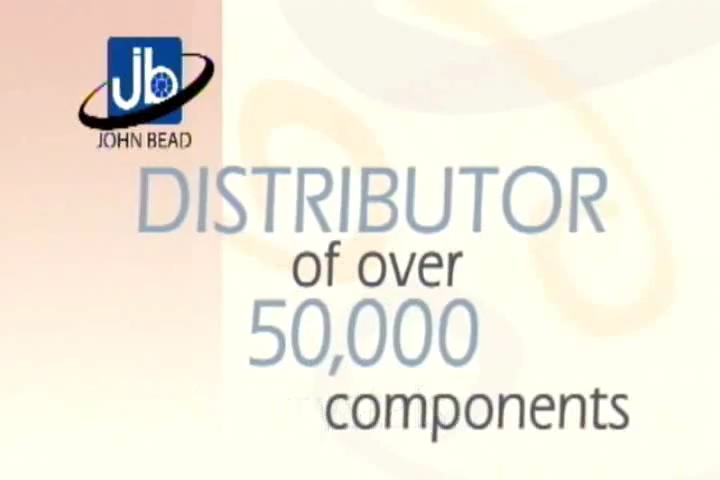 jb
JOHN BEAD
DISTRIBUTOR
of over
50,000
components